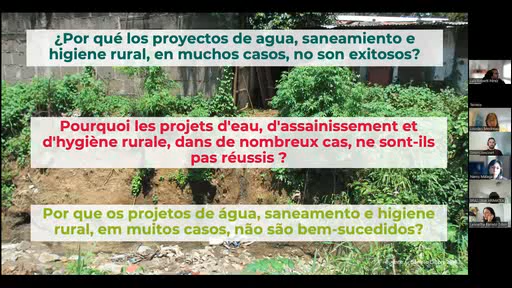 ¿Por qué los proyectos de agua, saneamiento e
higiene rural, en muchos casos, no son exitosos?
Pourquoi les projets d'eau, d'assainissement et
d'hygiène rurale, dans de nombreux cas, ne sont-ils
pas réussis ?
Por que os projetos de água, saneamento e higiene
rural, em muitos casos, não são bem-sucedidos?